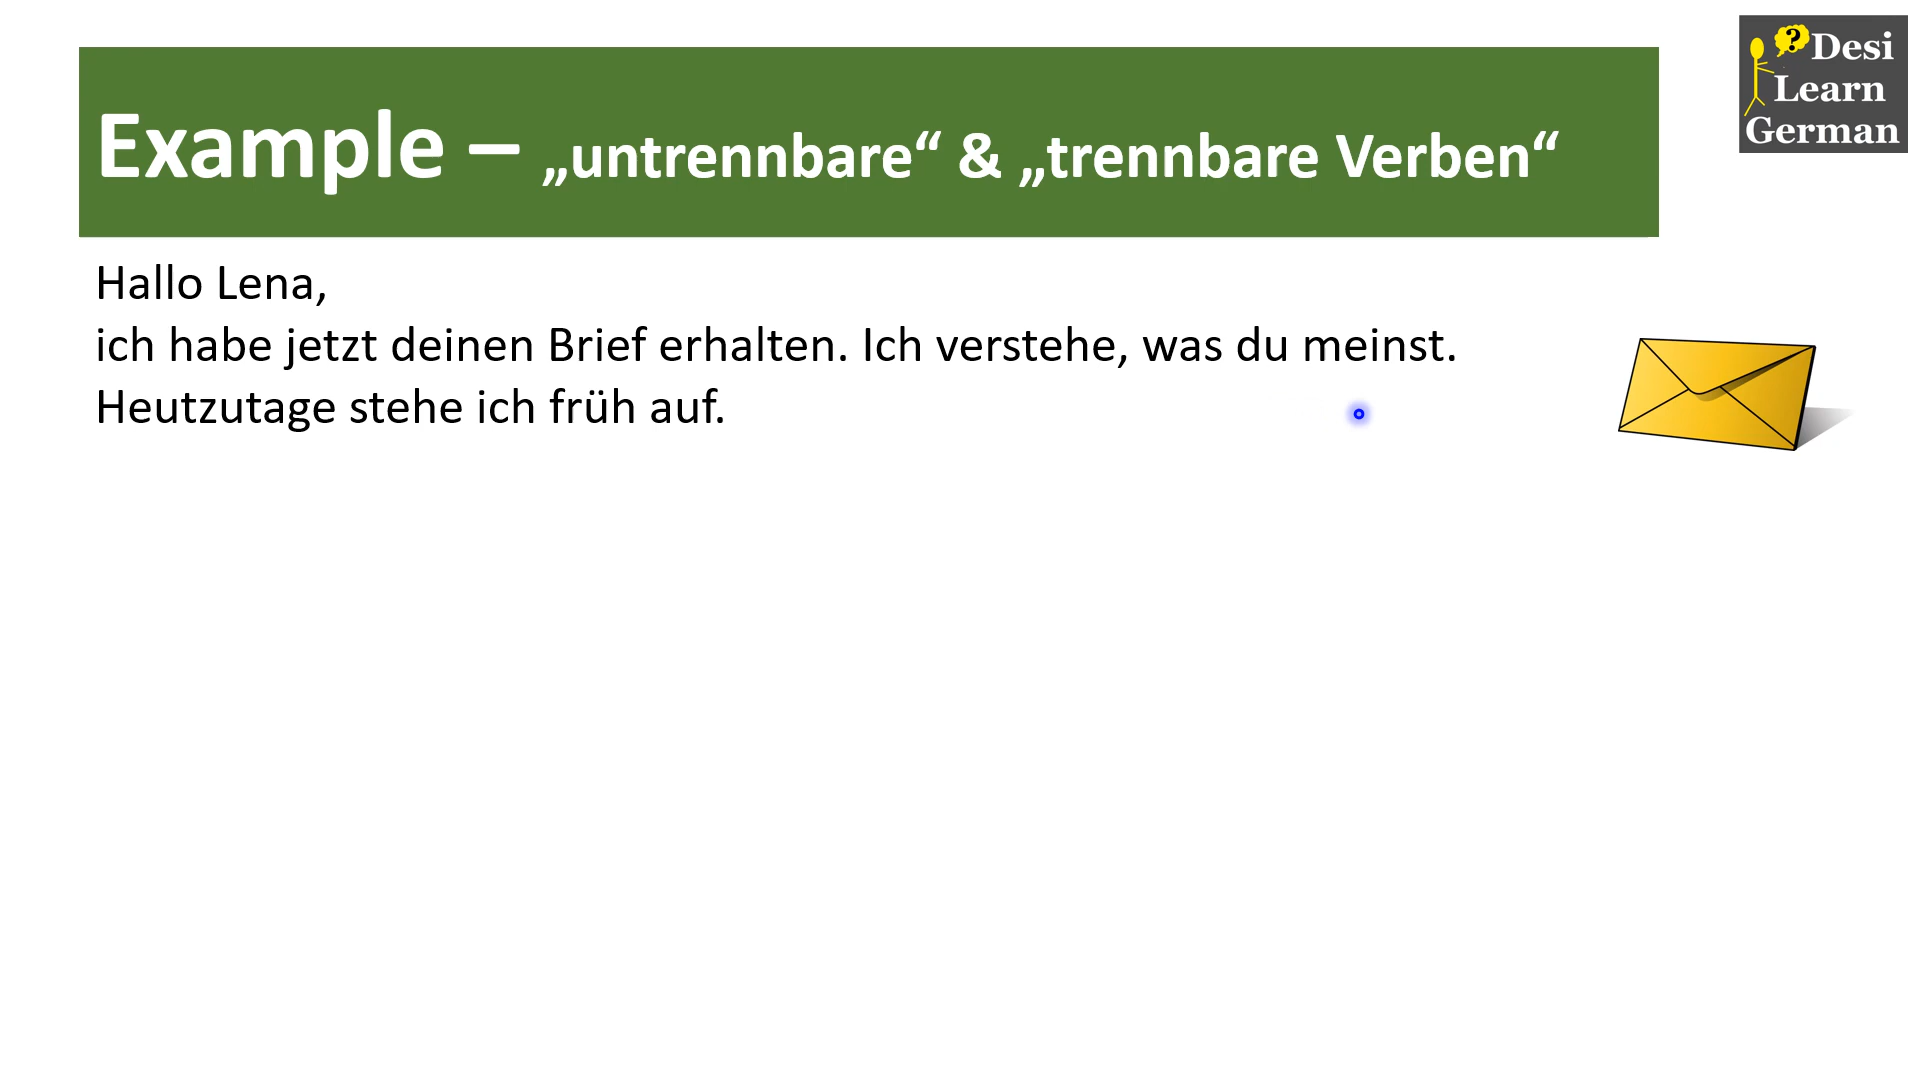 Example – „untrennbare“ & „trennbare Verben“
? Desi
Learn
German
Hallo Lena,
ich habe jetzt deinen Brief erhalten. Ich verstehe, was du meinst.
Heutzutage stehe ich früh auf.